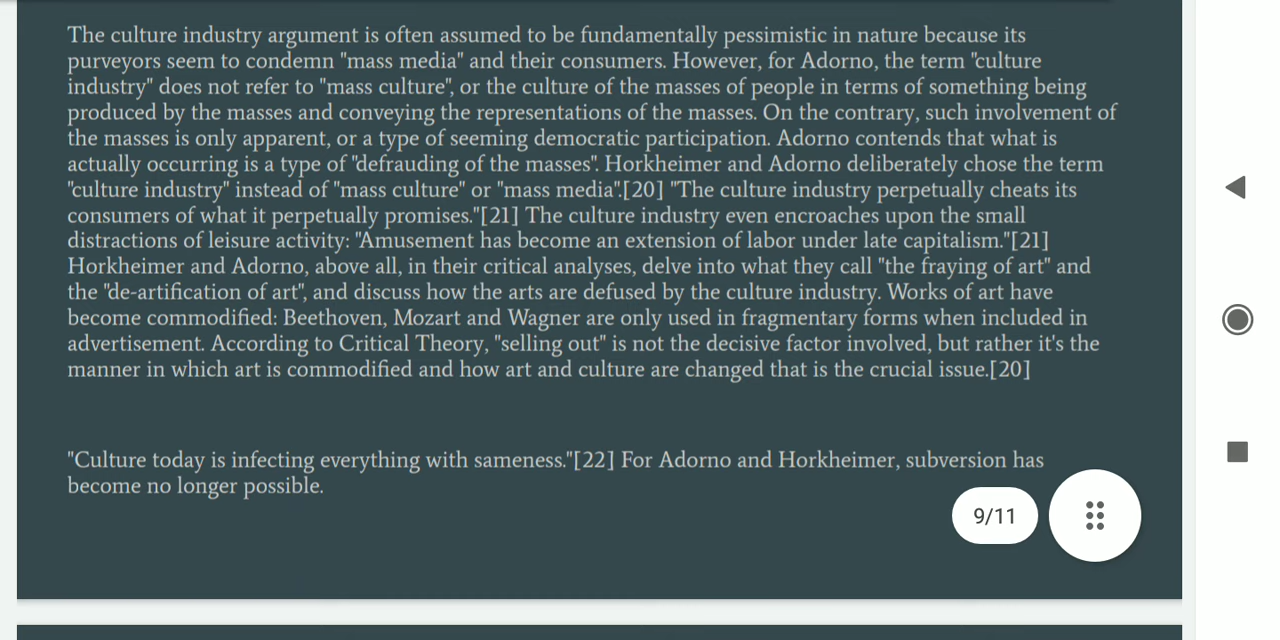 The culture industry argument is often assumed to be fundamentally pessimistic in nature because its
purveyors seem to condemn "mass media" and their consumers. However, for Adorno, the term "culture
industry" does not refer to "mass culture", or the culture of the masses of people in terms of something being
produced by the masses and conveying the representations of the masses. On the contrary, such involvement of
the masses is only apparent, or a type of seeming democratic participation. Adorno contends that what is
actually occurring is a type of "defrauding of the masses". Horkheimer and Adorno deliberately chose the term
"culture industry" instead of "mass culture" or "mass media".[20] "The culture industry perpetually cheats its
consumers of what it perpetually promises."[21] The culture industry even encroaches upon the small
distractions of leisure activity: "Amusement has become an extension of labor under late capitalism."[21]
Horkheimer and Adorno, above all, in their critical analyses, delve into what they call "the fraying of art" and
the "de-artification of art", and discuss how the arts are defused by the culture industry. Works of art have
become commodified: Beethoven, Mozart and Wagner are only used in fragmentary forms when included in
advertisement. According to Critical Theory, "selling out" is not the decisive factor involved, but rather it's the
manner in which art is commodified and how art and culture are changed that is the crucial issue.[20]
"Culture today is infecting everything with sameness."[22] For Adorno and Horkheimer, subversion has
become no longer possible.
9/11